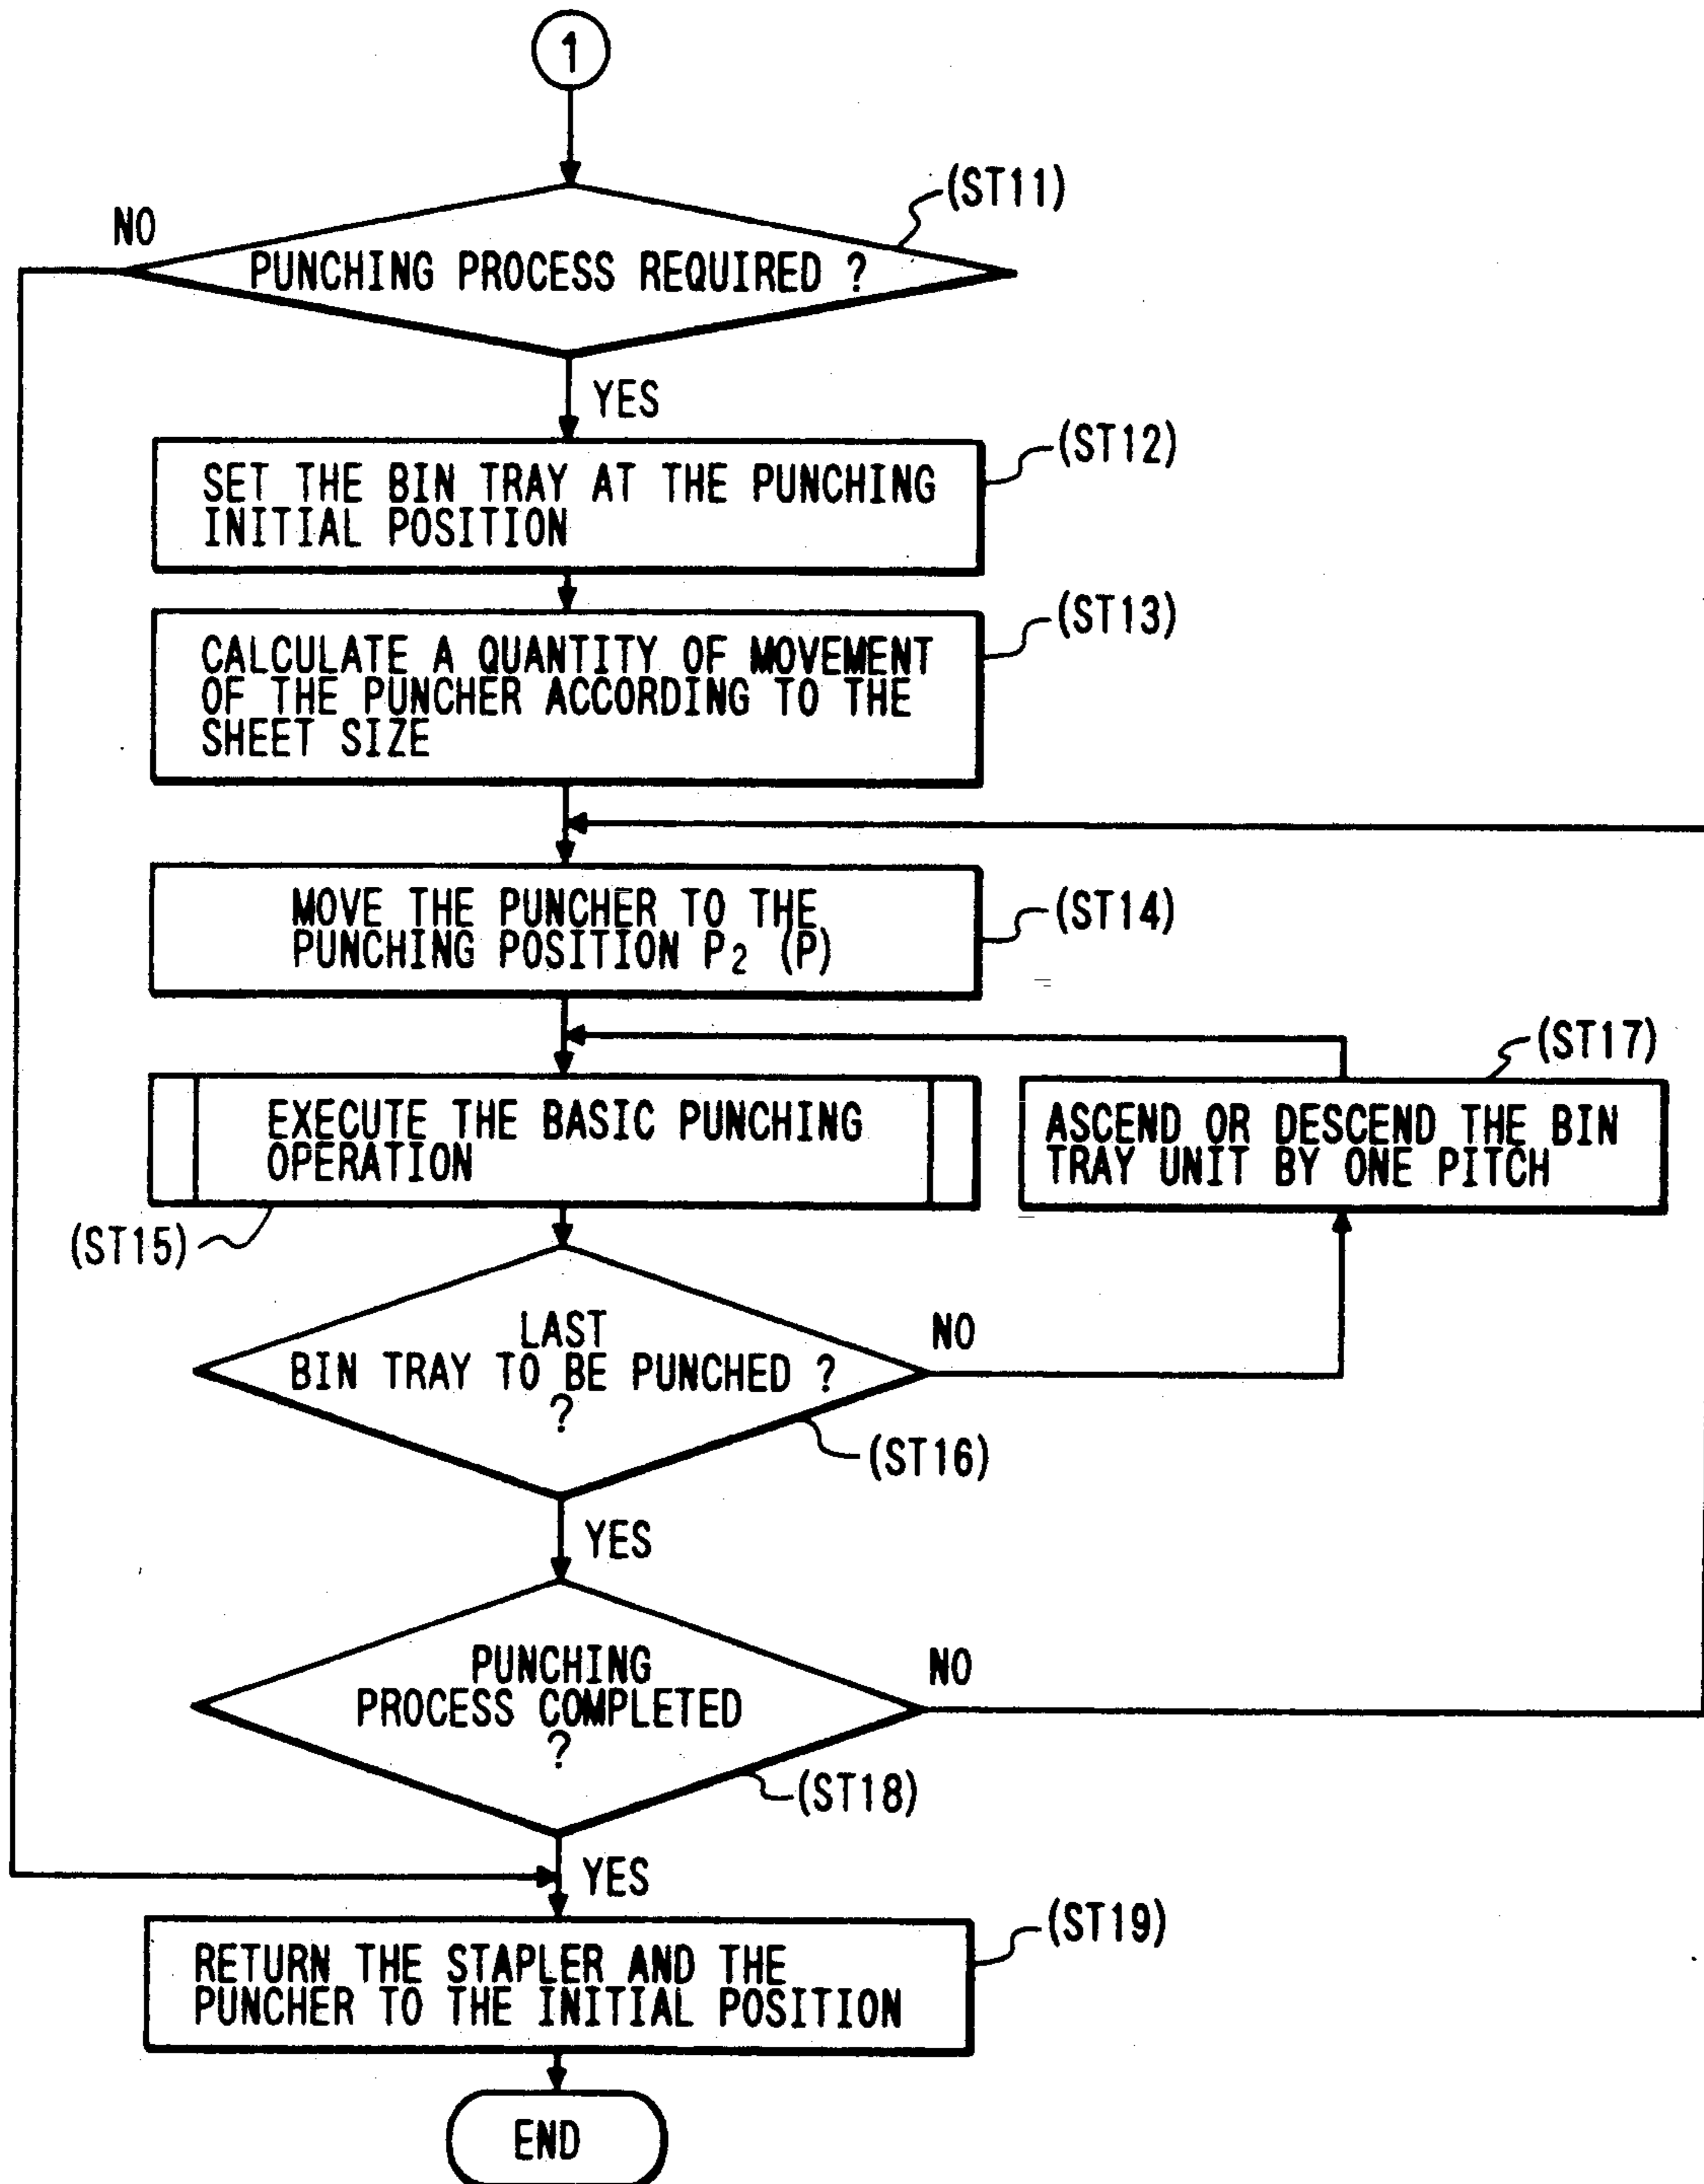 1
(ST11)
NO
PUNCHING PROCESS REQUIRED ?
YES
(ST12)
SET THE BIN TRAY AT THE PUNCHING
INITIAL POSITION
(ST13)
CALCULATE A QUANTITY OF MOVEMENT
OF THE PUNCHER ACCORDING TO THE
SHEET SIZE
MOVE THE PUNCHER TO THE
PUNCHING POSITION P₂ (P)
(ST14)
(ST17)
EXECUTE THE BASIC PUNCHING
OPERATION
ASCEND OR DESCEND THE BIN
TRAY UNIT BY ONE PITCH
(ST15)
LAST
BIN TRAY TO BE PUNCHED ?
?
NO
(ST16)
YES
PUNCHING
PROCESS COMPLETED
?
NO
(ST18)
YES
(ST19)
RETURN THE STAPLER AND THE
PUNCHER TO THE INITIAL POSITION
END